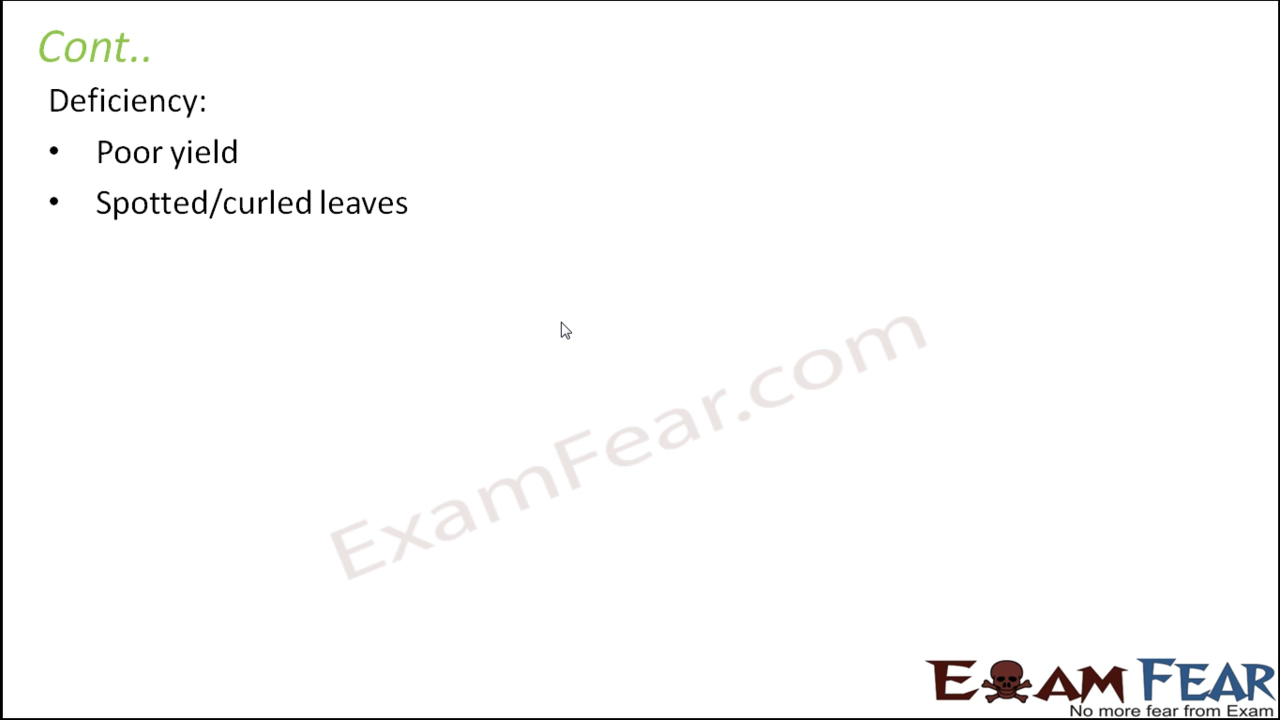 Cont..
Deficiency:
• Poor yield
• Spotted/curled leaves
ExamFear.com
EXAM FEAR
No more fear from Exam